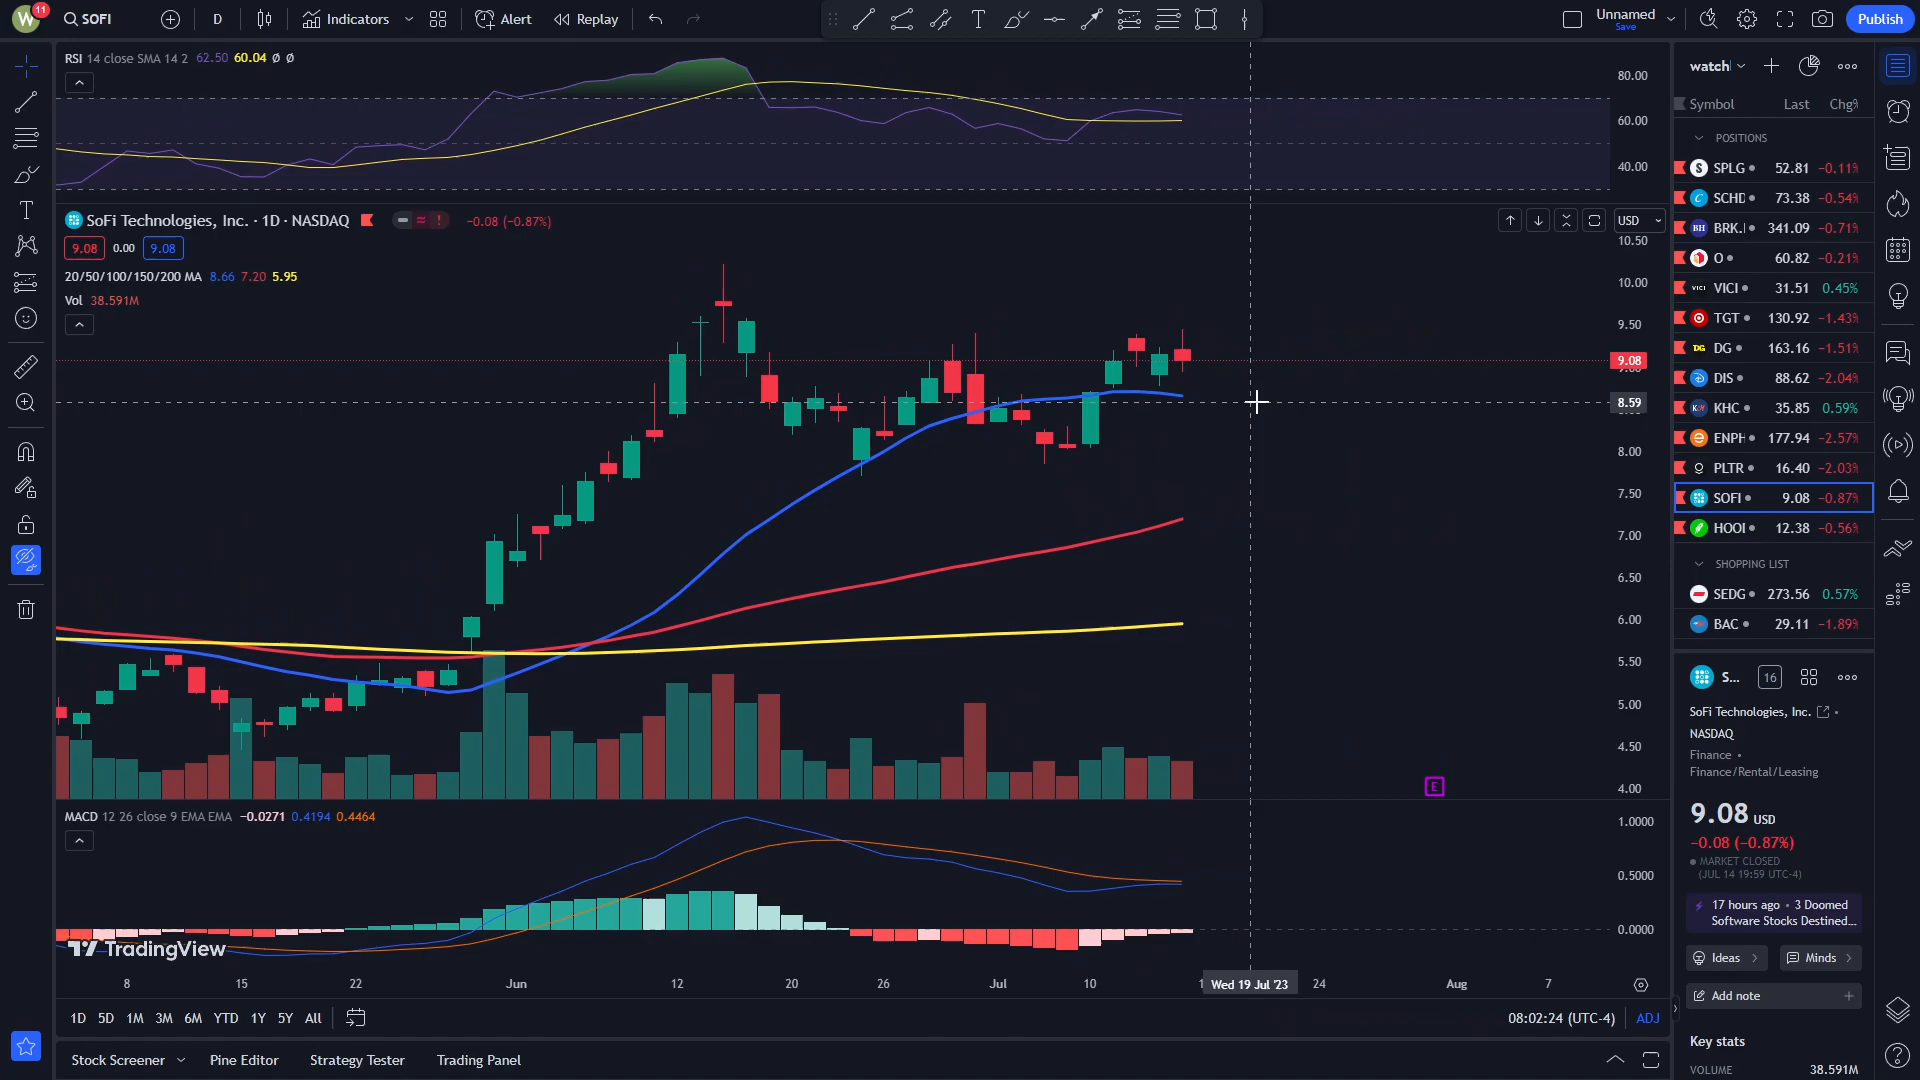 W 11 SOFI D Indicators Alert Replay Unnamed Save Publish
RSI 14 close SMA 14 2 62.50 60.04 Ø Ø
80.00
60.00
40.00
SoFi Technologies, Inc. · 1D · NASDAQ −0.08 (−0.87%) USD
9.08 0.00 9.08
20/50/100/150/200 MA 8.66 7.20 5.95
Vol 38.591M
10.50
10.00
9.50
9.08
8.59
8.00
7.50
7.00
6.50
6.00
5.50
5.00
4.50
4.00
E
MACD 12 26 close 9 EMA EMA −0.0271 0.4194 0.4464
1.0000
0.5000
0.0000
TradingView
8 15 22 Jun 12 20 26 Jul 10 Wed 19 Jul '23 24 Aug 7
1D 5D 1M 3M 6M YTD 1Y 5Y All 08:02:24 (UTC-4) ADJ
Stock Screener Pine Editor Strategy Tester Trading Panel
Symbol Last Chg%
POSITIONS
SPLG 52.81 −0.11%
SCHD 73.38 −0.54%
BRK. 341.09 −0.71%
O 60.82 −0.21%
VICI 31.51 0.45%
TGT 130.92 −1.43%
DG 163.16 −1.51%
DIS 88.62 −2.04%
KHC 35.85 0.59%
ENPH 177.94 −2.57%
PLTR 16.40 −2.03%
SOFI 9.08 −0.87%
HOOI 12.38 −0.56%
SHOPPING LIST
SEDG 273.56 0.57%
BAC 29.11 −1.89%
S... 16
SoFi Technologies, Inc.
NASDAQ
Finance •
Finance/Rental/Leasing
9.08 USD
−0.08 (−0.87%)
MARKET CLOSED
(JUL 14 19:59 UTC-4)
17 hours ago • 3 Doomed
Software Stocks Destined...
Ideas Minds
Add note
Key stats
VOLUME 38.591M